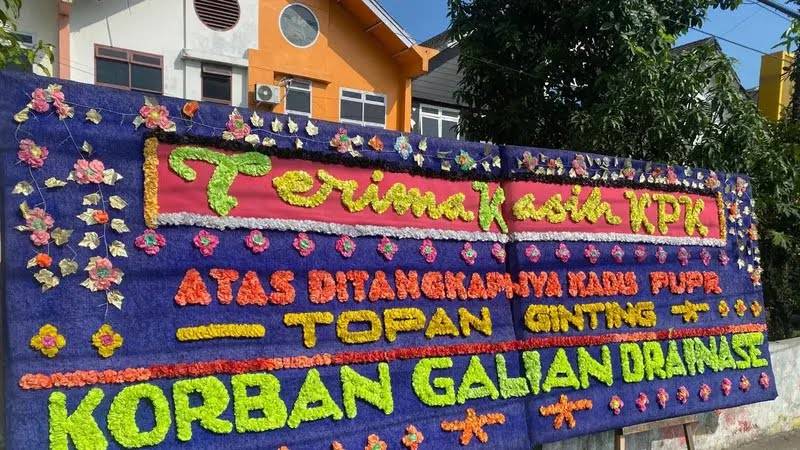 Terima Kasih KPK
ATAS DITANGKAPNYA KADIS PUPR
— TOPAN GINTING —
KORBAN GALIAN DRAINASE